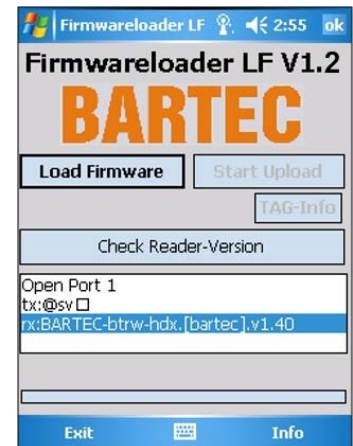 Firmwareloader LF 2:55 ok
Firmwareloader LF V1.2
BARTEC
Load Firmware Start Upload
TAG-Info
Check Reader-Version
Open Port 1
tx:@sv□
rx:BARTEC-btrw-hdx.[bartec].v1.40
Exit Info